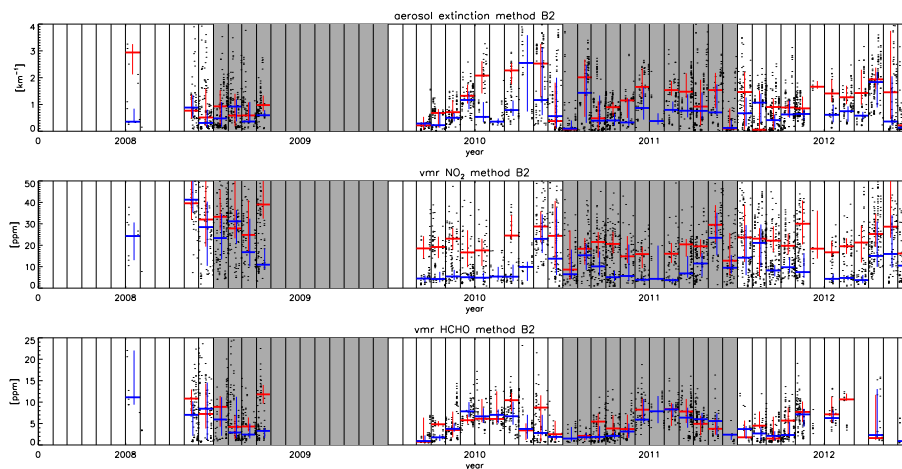 aerosol extinction method B2
4
3
2
1
0
[km⁻¹]
0 2008 2009 2010 2011 2012
year
vmr NO₂ method B2
50
40
30
20
10
0
[ppm]
0 2008 2009 2010 2011 2012
year
vmr HCHO method B2
25
20
15
10
5
0
[ppm]
0 2008 2009 2010 2011 2012
year